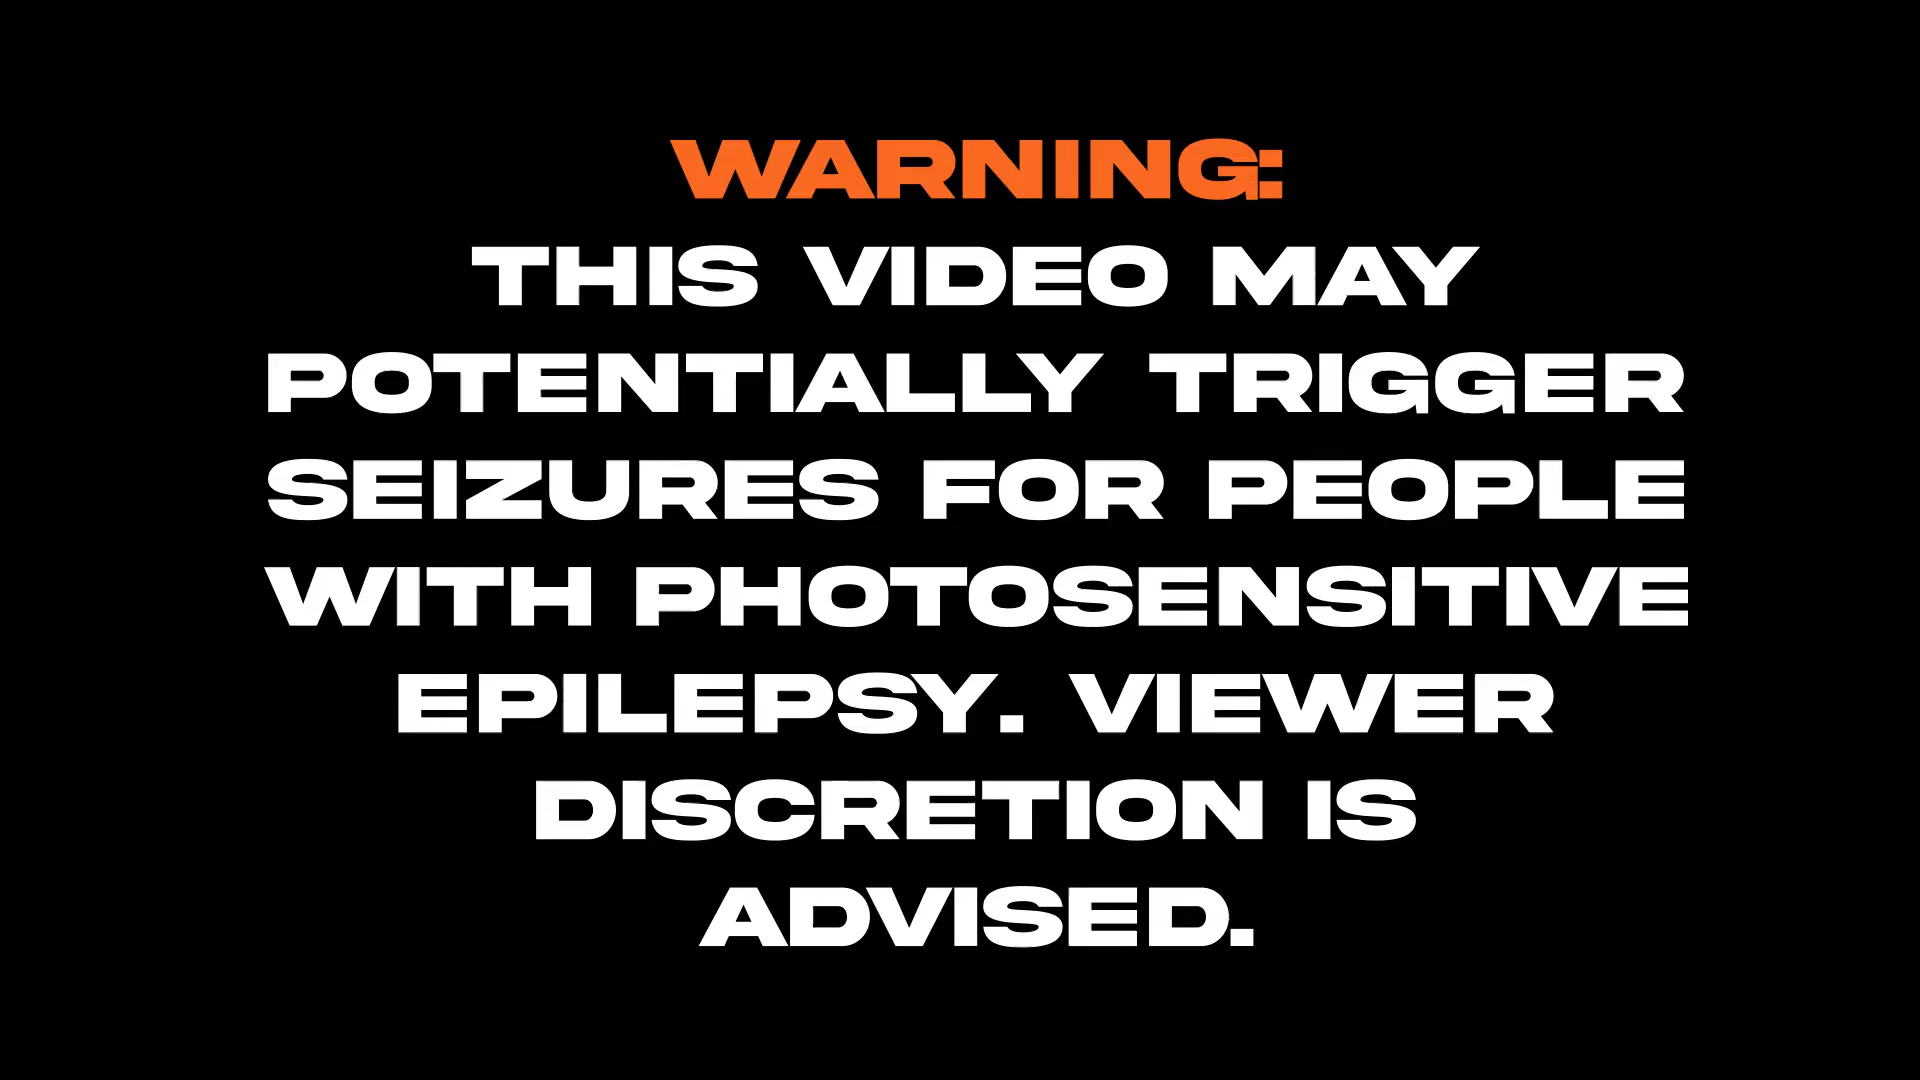 WARNING:
THIS VIDEO MAY
POTENTIALLY TRIGGER
SEIZURES FOR PEOPLE
WITH PHOTOSENSITIVE
EPILEPSY. VIEWER
DISCRETION IS
ADVISED.